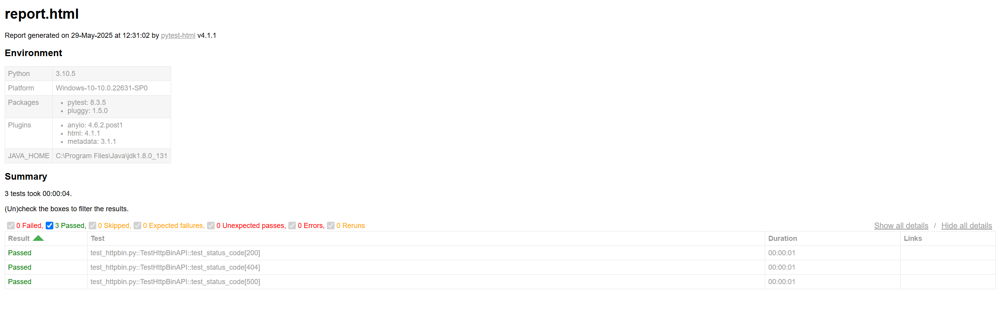 report.html
Report generated on 29-May-2025 at 12:31:02 by pytest-html v4.1.1
Environment
Python 3.10.5
Platform Windows-10-10.0.22631-SP0
Packages
pytest: 8.3.5
pluggy: 1.5.0
Plugins
anyio: 4.6.2.post1
html: 4.1.1
metadata: 3.1.1
JAVA_HOME C:\Program Files\Java\jdk1.8.0_131
Summary
3 tests took 00:00:04.
(Un)check the boxes to filter the results.
0 Failed, 3 Passed, 0 Skipped, 0 Expected failures, 0 Unexpected passes, 0 Errors, 0 Reruns Show all details / Hide all details
Result Test Duration Links
Passed test_httpbin.py::TestHttpBinAPI::test_status_code[200] 00:00:01
Passed test_httpbin.py::TestHttpBinAPI::test_status_code[404] 00:00:01
Passed test_httpbin.py::TestHttpBinAPI::test_status_code[500] 00:00:01